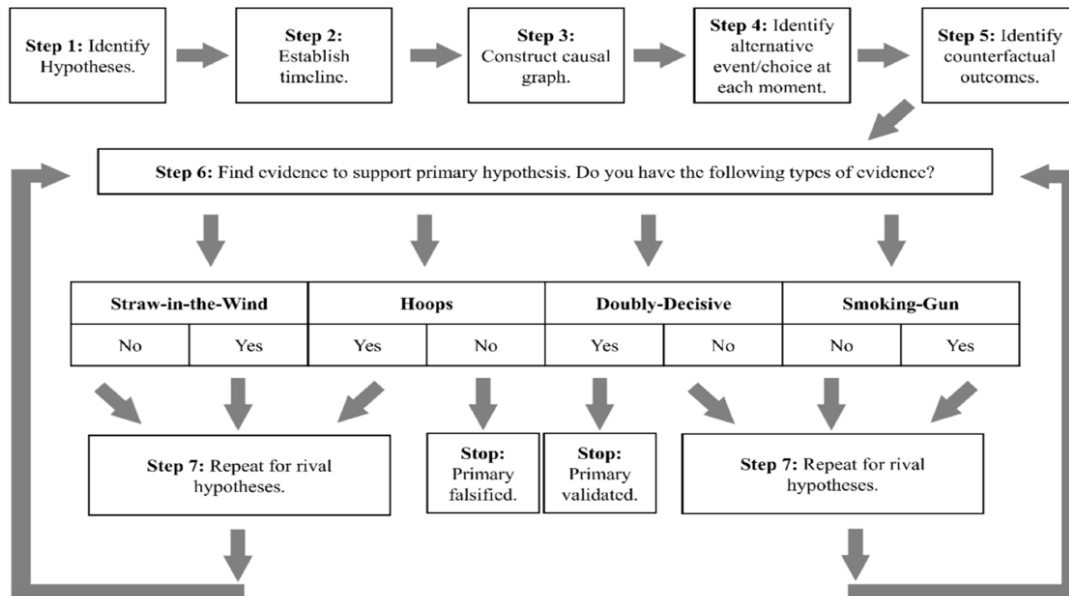 Step 1: Identify
Hypotheses.
Step 2:
Establish
timeline.
Step 3:
Construct causal
graph.
Step 4: Identify
alternative
event/choice at
each moment.
Step 5: Identify
counterfactual
outcomes.
Step 6: Find evidence to support primary hypothesis. Do you have the following types of evidence?
Straw-in-the-Wind
Hoops
Doubly-Decisive
Smoking-Gun
No
Yes
Yes
No
Yes
No
No
Yes
Step 7: Repeat for rival
hypotheses.
Stop:
Primary
falsified.
Stop:
Primary
validated.
Step 7: Repeat for rival
hypotheses.